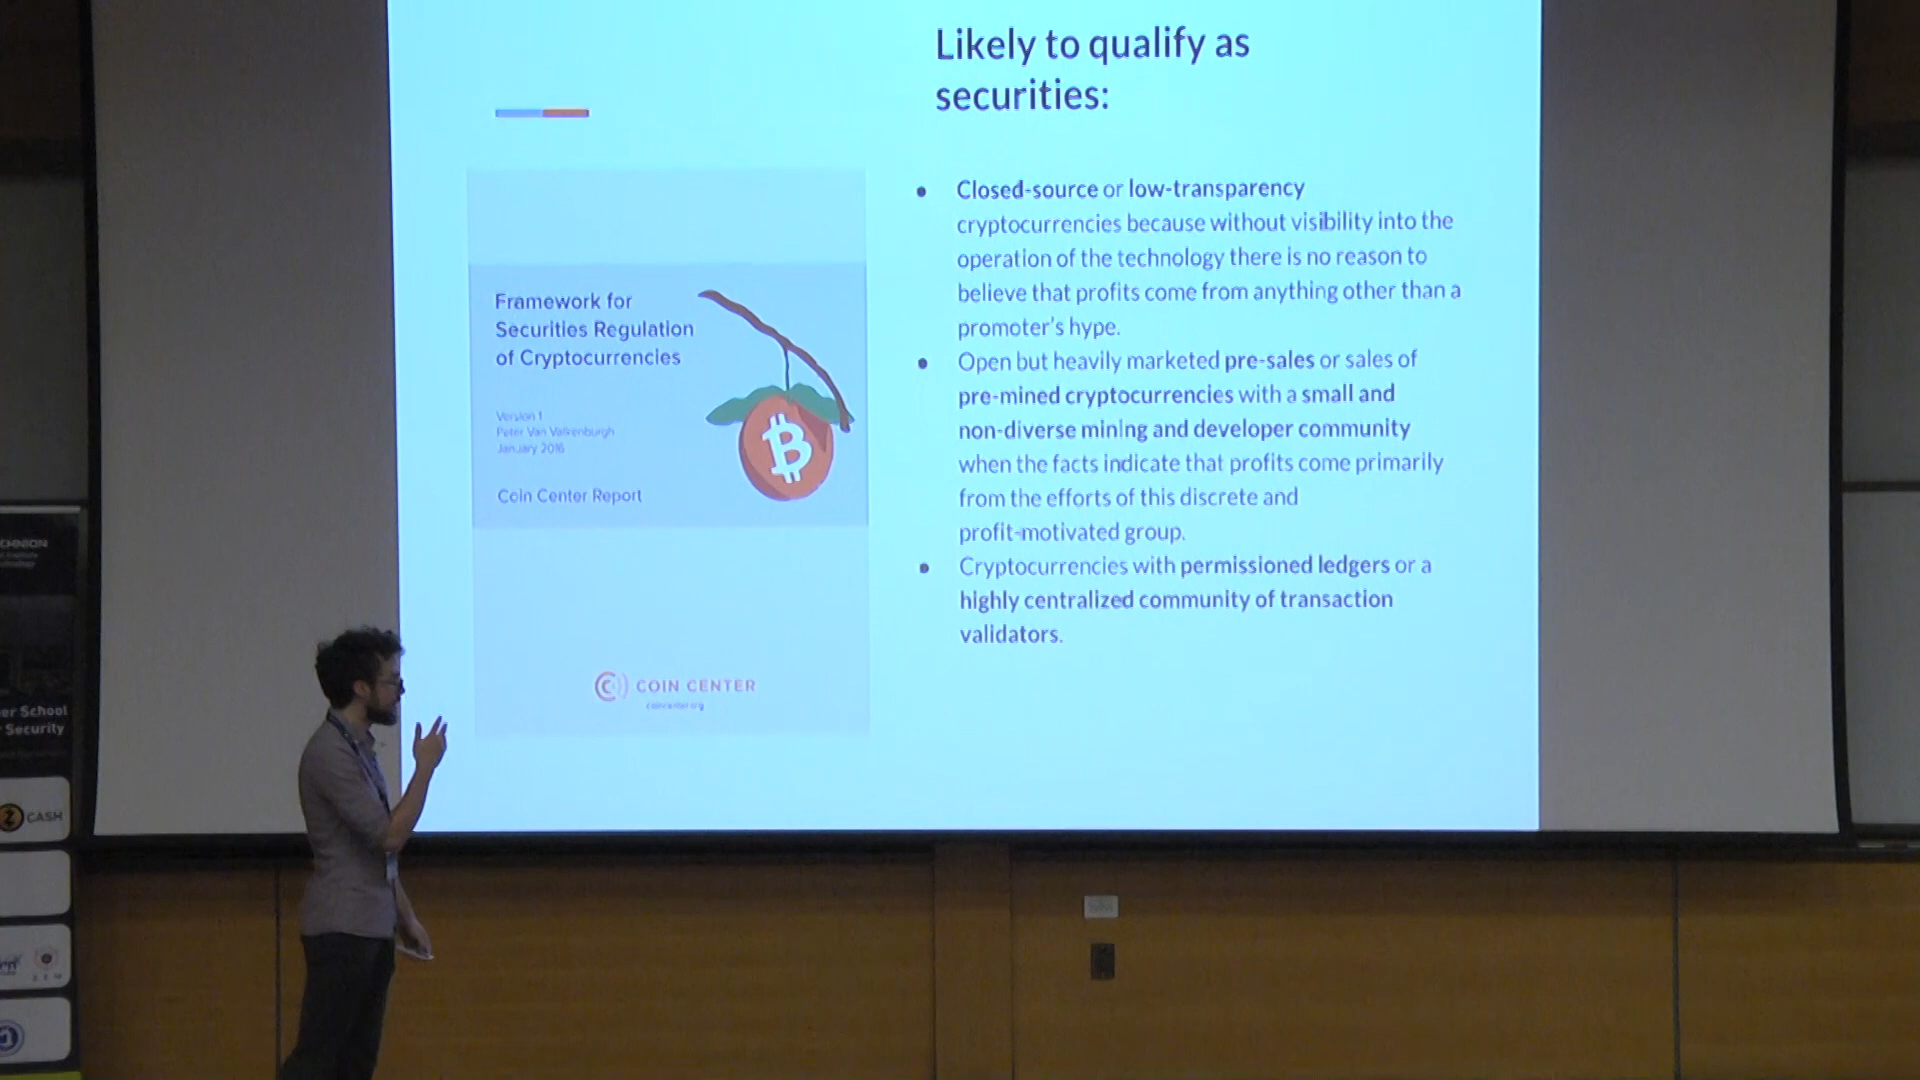 Likely to qualify as
securities:
Framework for
Securities Regulation
of Cryptocurrencies
Version 1
Peter Van Valkenburgh
January 2016
Coin Center Report
COIN CENTER
coincenter.org
● Closed-source or low-transparency
cryptocurrencies because without visibility into the
operation of the technology there is no reason to
believe that profits come from anything other than a
promoter's hype.
● Open but heavily marketed pre-sales or sales of
pre-mined cryptocurrencies with a small and
non-diverse mining and developer community
when the facts indicate that profits come primarily
from the efforts of this discrete and
profit-motivated group.
● Cryptocurrencies with permissioned ledgers or a
highly centralized community of transaction
validators.
CHNION
er School
Security
CASH